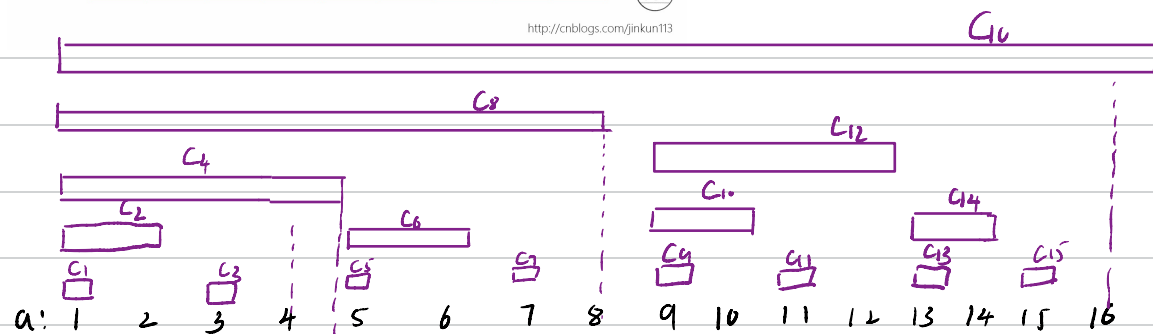 http://cnblogs.com/jinkun113
C16
C8
C12
C4
C10
C14
C2
C6
C1 C3 C5 C7 C9 C11 C13 C15
a: 1 2 3 4 5 6 7 8 9 10 11 12 13 14 15 16